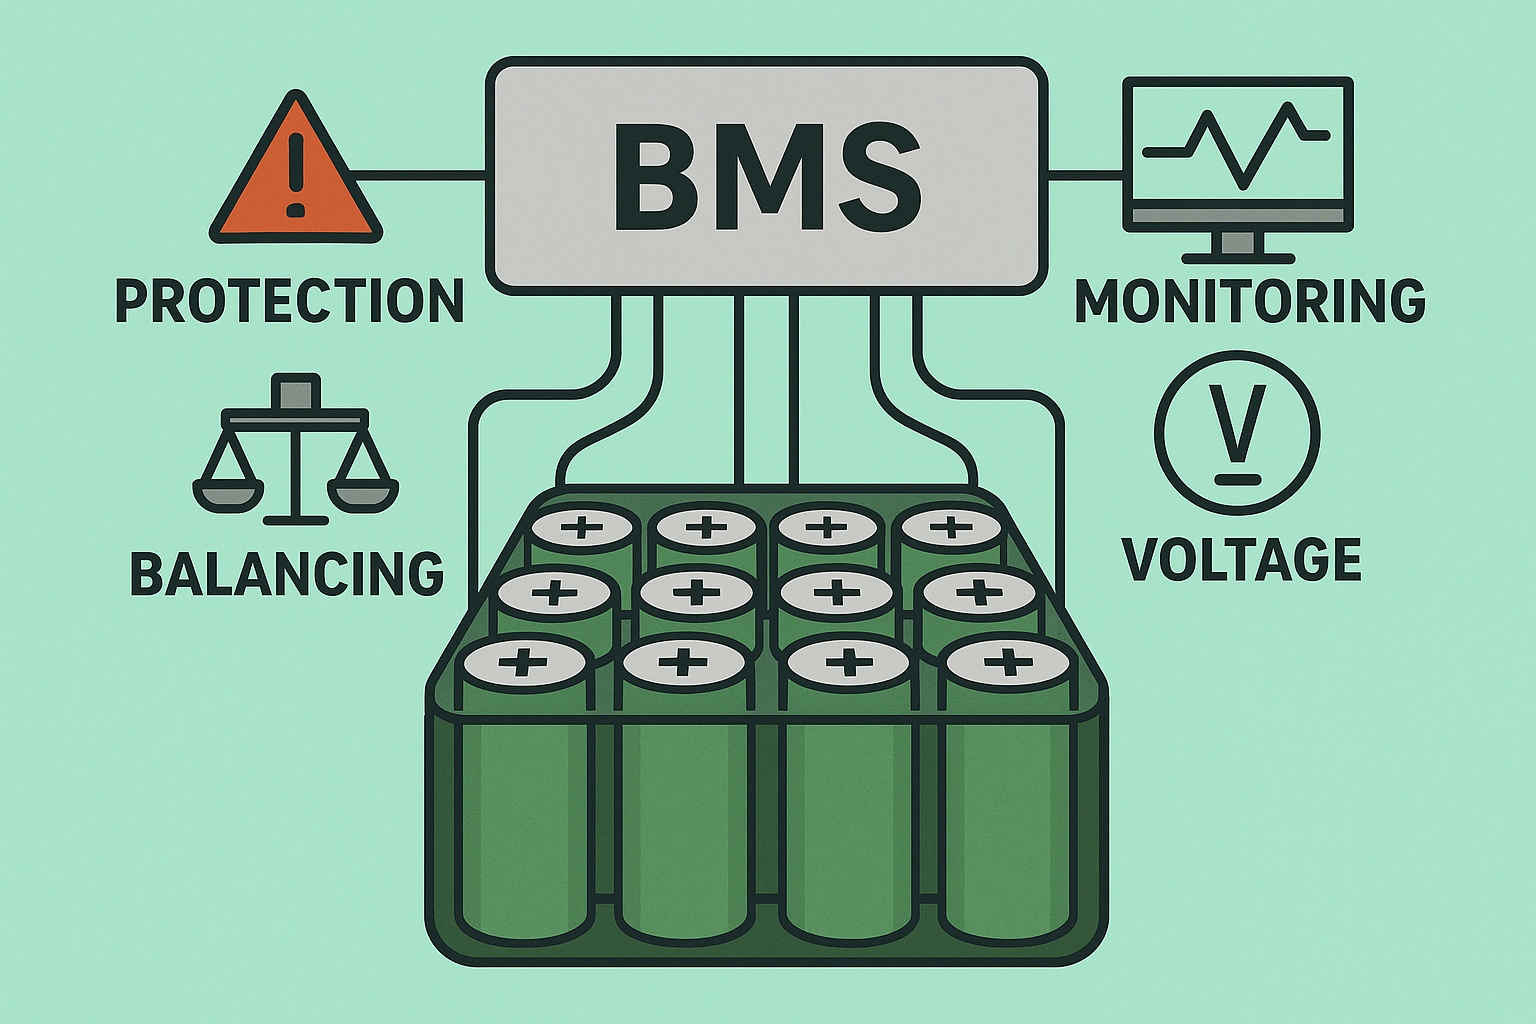 BMS
PROTECTION
MONITORING
BALANCING
V
VOLTAGE
+ + + +
+ + + +
+ + + +